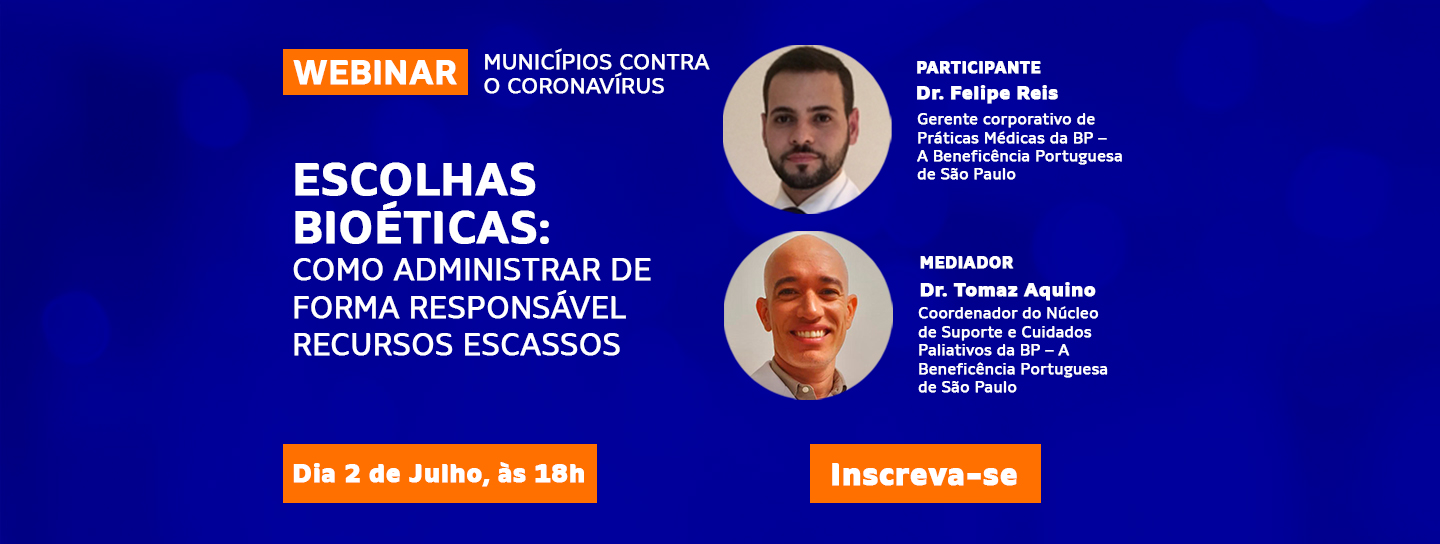 WEBINAR
MUNICÍPIOS CONTRA
O CORONAVÍRUS
ESCOLHAS
BIOÉTICAS:
COMO ADMINISTRAR DE
FORMA RESPONSÁVEL
RECURSOS ESCASSOS
Dia 2 de Julho, às 18h
PARTICIPANTE
Dr. Felipe Reis
Gerente corporativo de
Práticas Médicas da BP –
A Beneficência Portuguesa
de São Paulo
MEDIADOR
Dr. Tomaz Aquino
Coordenador do Núcleo
de Suporte e Cuidados
Paliativos da BP – A
Beneficência Portuguesa
de São Paulo
Inscreva-se